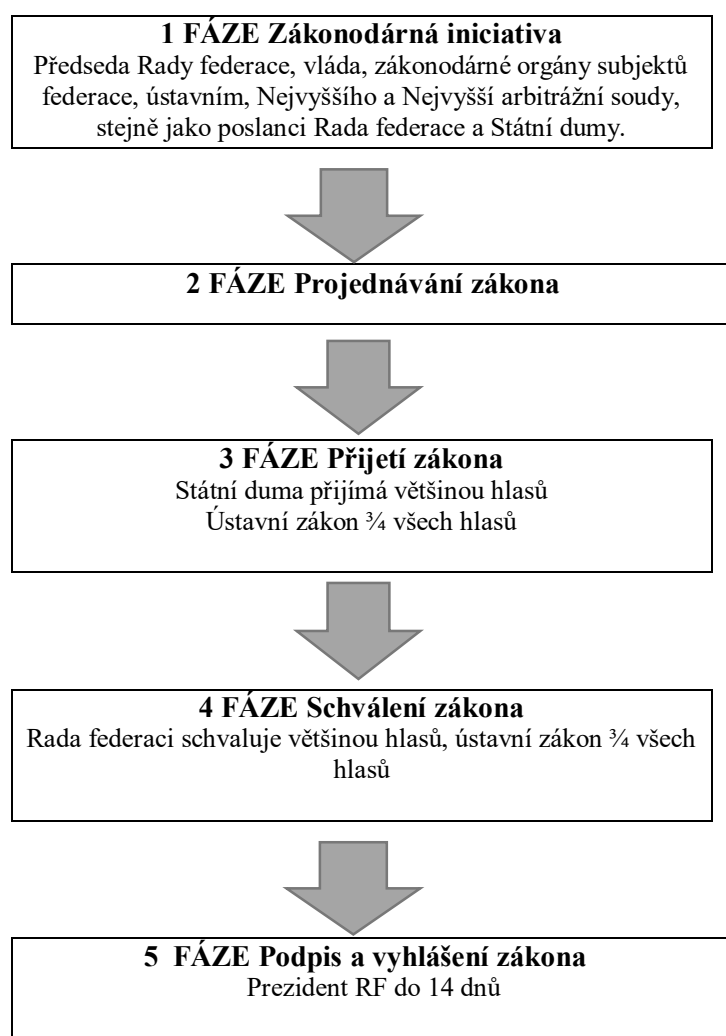 1 FÁZE Zákonodárná iniciativa
Předseda Rady federace, vláda, zákonodárné orgány subjektů
federace, ústavním, Nejvyššího a Nejvyšší arbitrážní soudy,
stejně jako poslanci Rada federace a Státní dumy.
2 FÁZE Projednávání zákona
3 FÁZE Přijetí zákona
Státní duma přijímá většinou hlasů
Ústavní zákon ¾ všech hlasů
4 FÁZE Schválení zákona
Rada federaci schvaluje většinou hlasů, ústavní zákon ¾ všech
hlasů
5 FÁZE Podpis a vyhlášení zákona
Prezident RF do 14 dnů